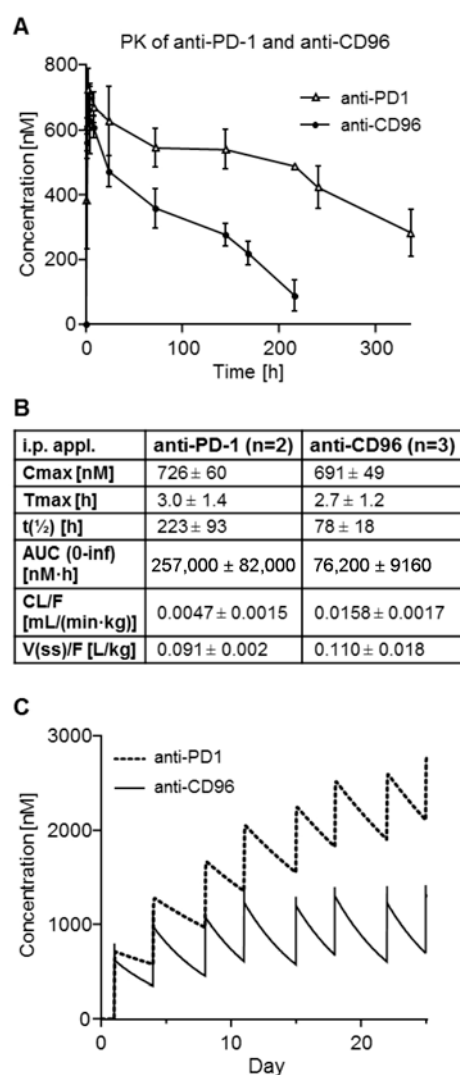 A
PK of anti-PD-1 and anti-CD96
anti-PD1
anti-CD96
Concentration [nM]
800
600
400
200
0
0 100 200 300
Time [h]
B
i.p. appl. anti-PD-1 (n=2) anti-CD96 (n=3)
Cmax [nM] 726 ± 60 691 ± 49
Tmax [h] 3.0 ± 1.4 2.7 ± 1.2
t(½) [h] 223 ± 93 78 ± 18
AUC (0-inf)
[nM·h] 257,000 ± 82,000 76,200 ± 9160
CL/F
[mL/(min·kg)] 0.0047 ± 0.0015 0.0158 ± 0.0017
V(ss)/F [L/kg] 0.091 ± 0.002 0.110 ± 0.018
C
anti-PD1
anti-CD96
Concentration [nM]
3000
2000
1000
0
0 10 20
Day